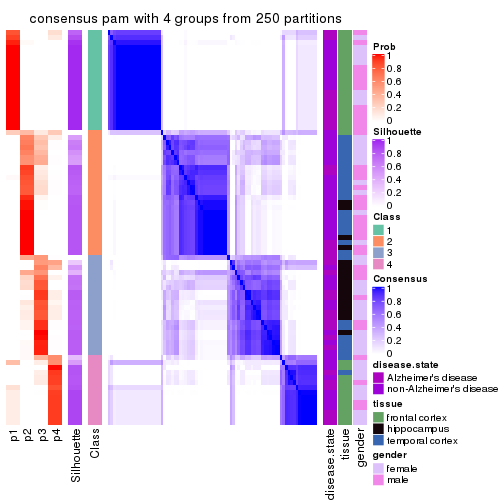 consensus pam with 4 groups from 250 partitions
p1
p2
p3
p4
Silhouette
Class
disease.state
tissue
gender
Prob
1
0.8
0.6
0.4
0.2
0
Silhouette
1
0.8
0.6
0.4
0.2
0
Class
1
2
3
4
Consensus
1
0.8
0.6
0.4
0.2
0
disease.state
Alzheimer's disease
non-Alzheimer's disease
tissue
frontal cortex
hippocampus
temporal cortex
gender
female
male